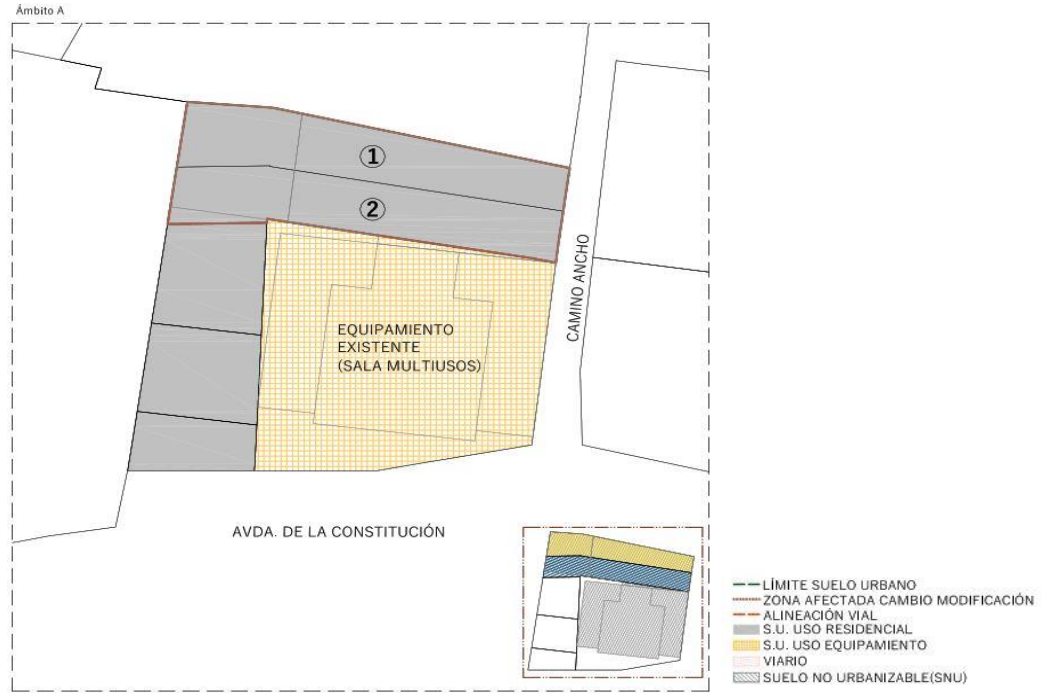 Ámbito A
1
2
EQUIPAMIENTO
EXISTENTE
(SALA MULTIUSOS)
CAMINO ANCHO
AVDA. DE LA CONSTITUCIÓN
LÍMITE SUELO URBANO
ZONA AFECTADA CAMBIO MODIFICACIÓN
ALINEACIÓN VIAL
S.U. USO RESIDENCIAL
S.U. USO EQUIPAMIENTO
VIARIO
SUELO NO URBANIZABLE(SNU)